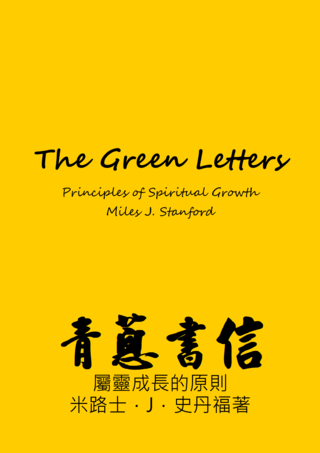 The Green Letters
Principles of Spiritual Growth
Miles J. Stanford
青蔥書信
屬靈成長的原則
米路士．J．史丹福著